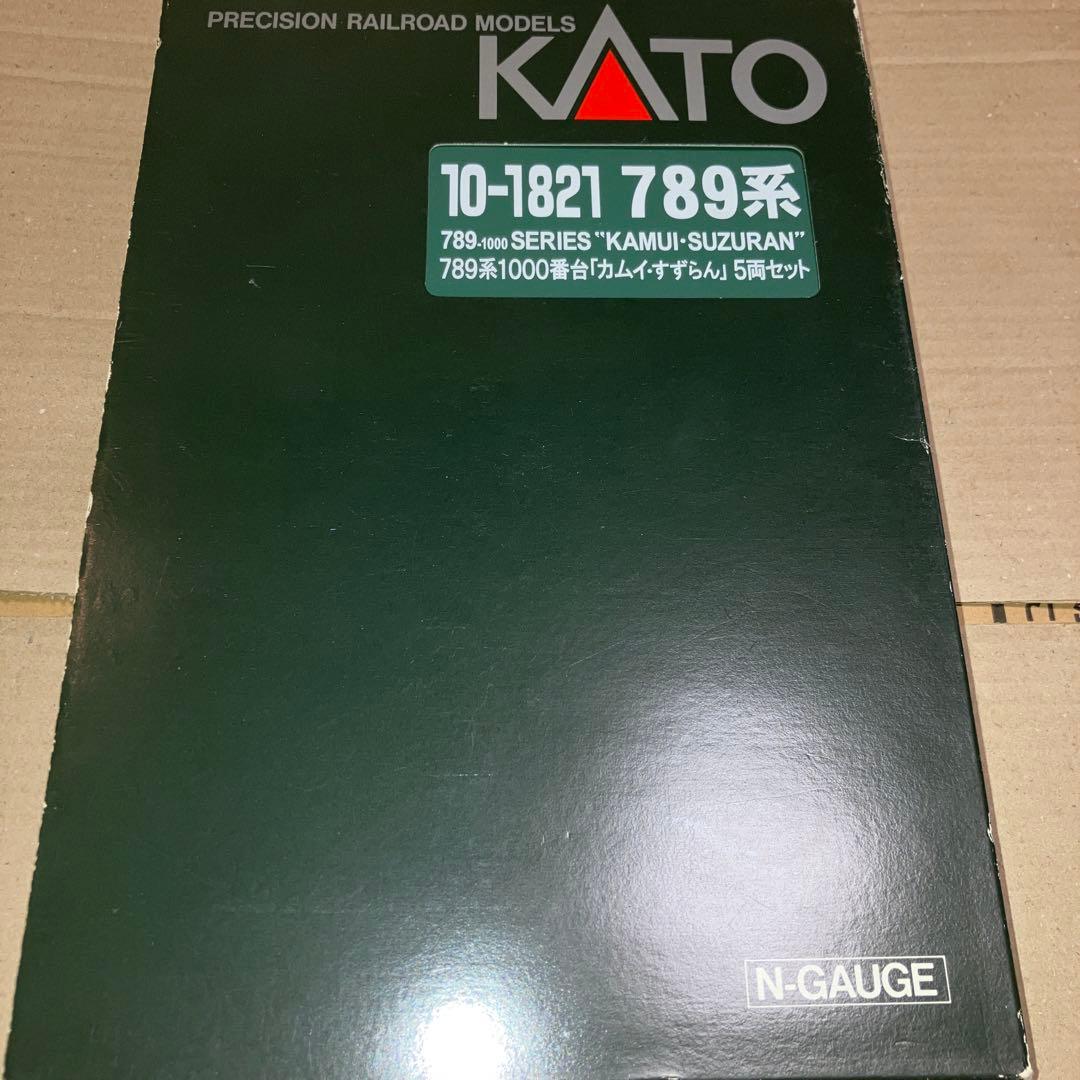 PRECISION RAILROAD MODELS
KATO
10-1821 789系
789-1000 SERIES "KAMUI・SUZURAN"
789系1000番台「カムイ・すずらん」5両セット
N-GAUGE